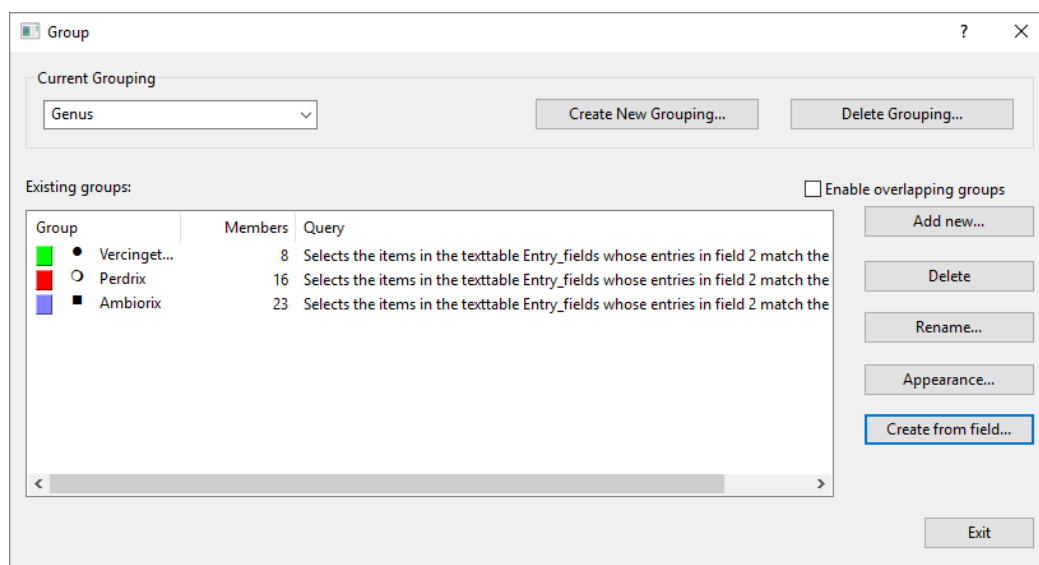 Group ?
Current Grouping
Genus Create New Grouping... Delete Grouping...
Existing groups: Enable overlapping groups
Group Members Query Add new...
Vercinget... 8 Selects the items in the texttable Entry_fields whose entries in field 2 match the
Perdrix 16 Selects the items in the texttable Entry_fields whose entries in field 2 match the Delete
Ambiorix 23 Selects the items in the texttable Entry_fields whose entries in field 2 match the
Rename...
Appearance...
Create from field...
Exit